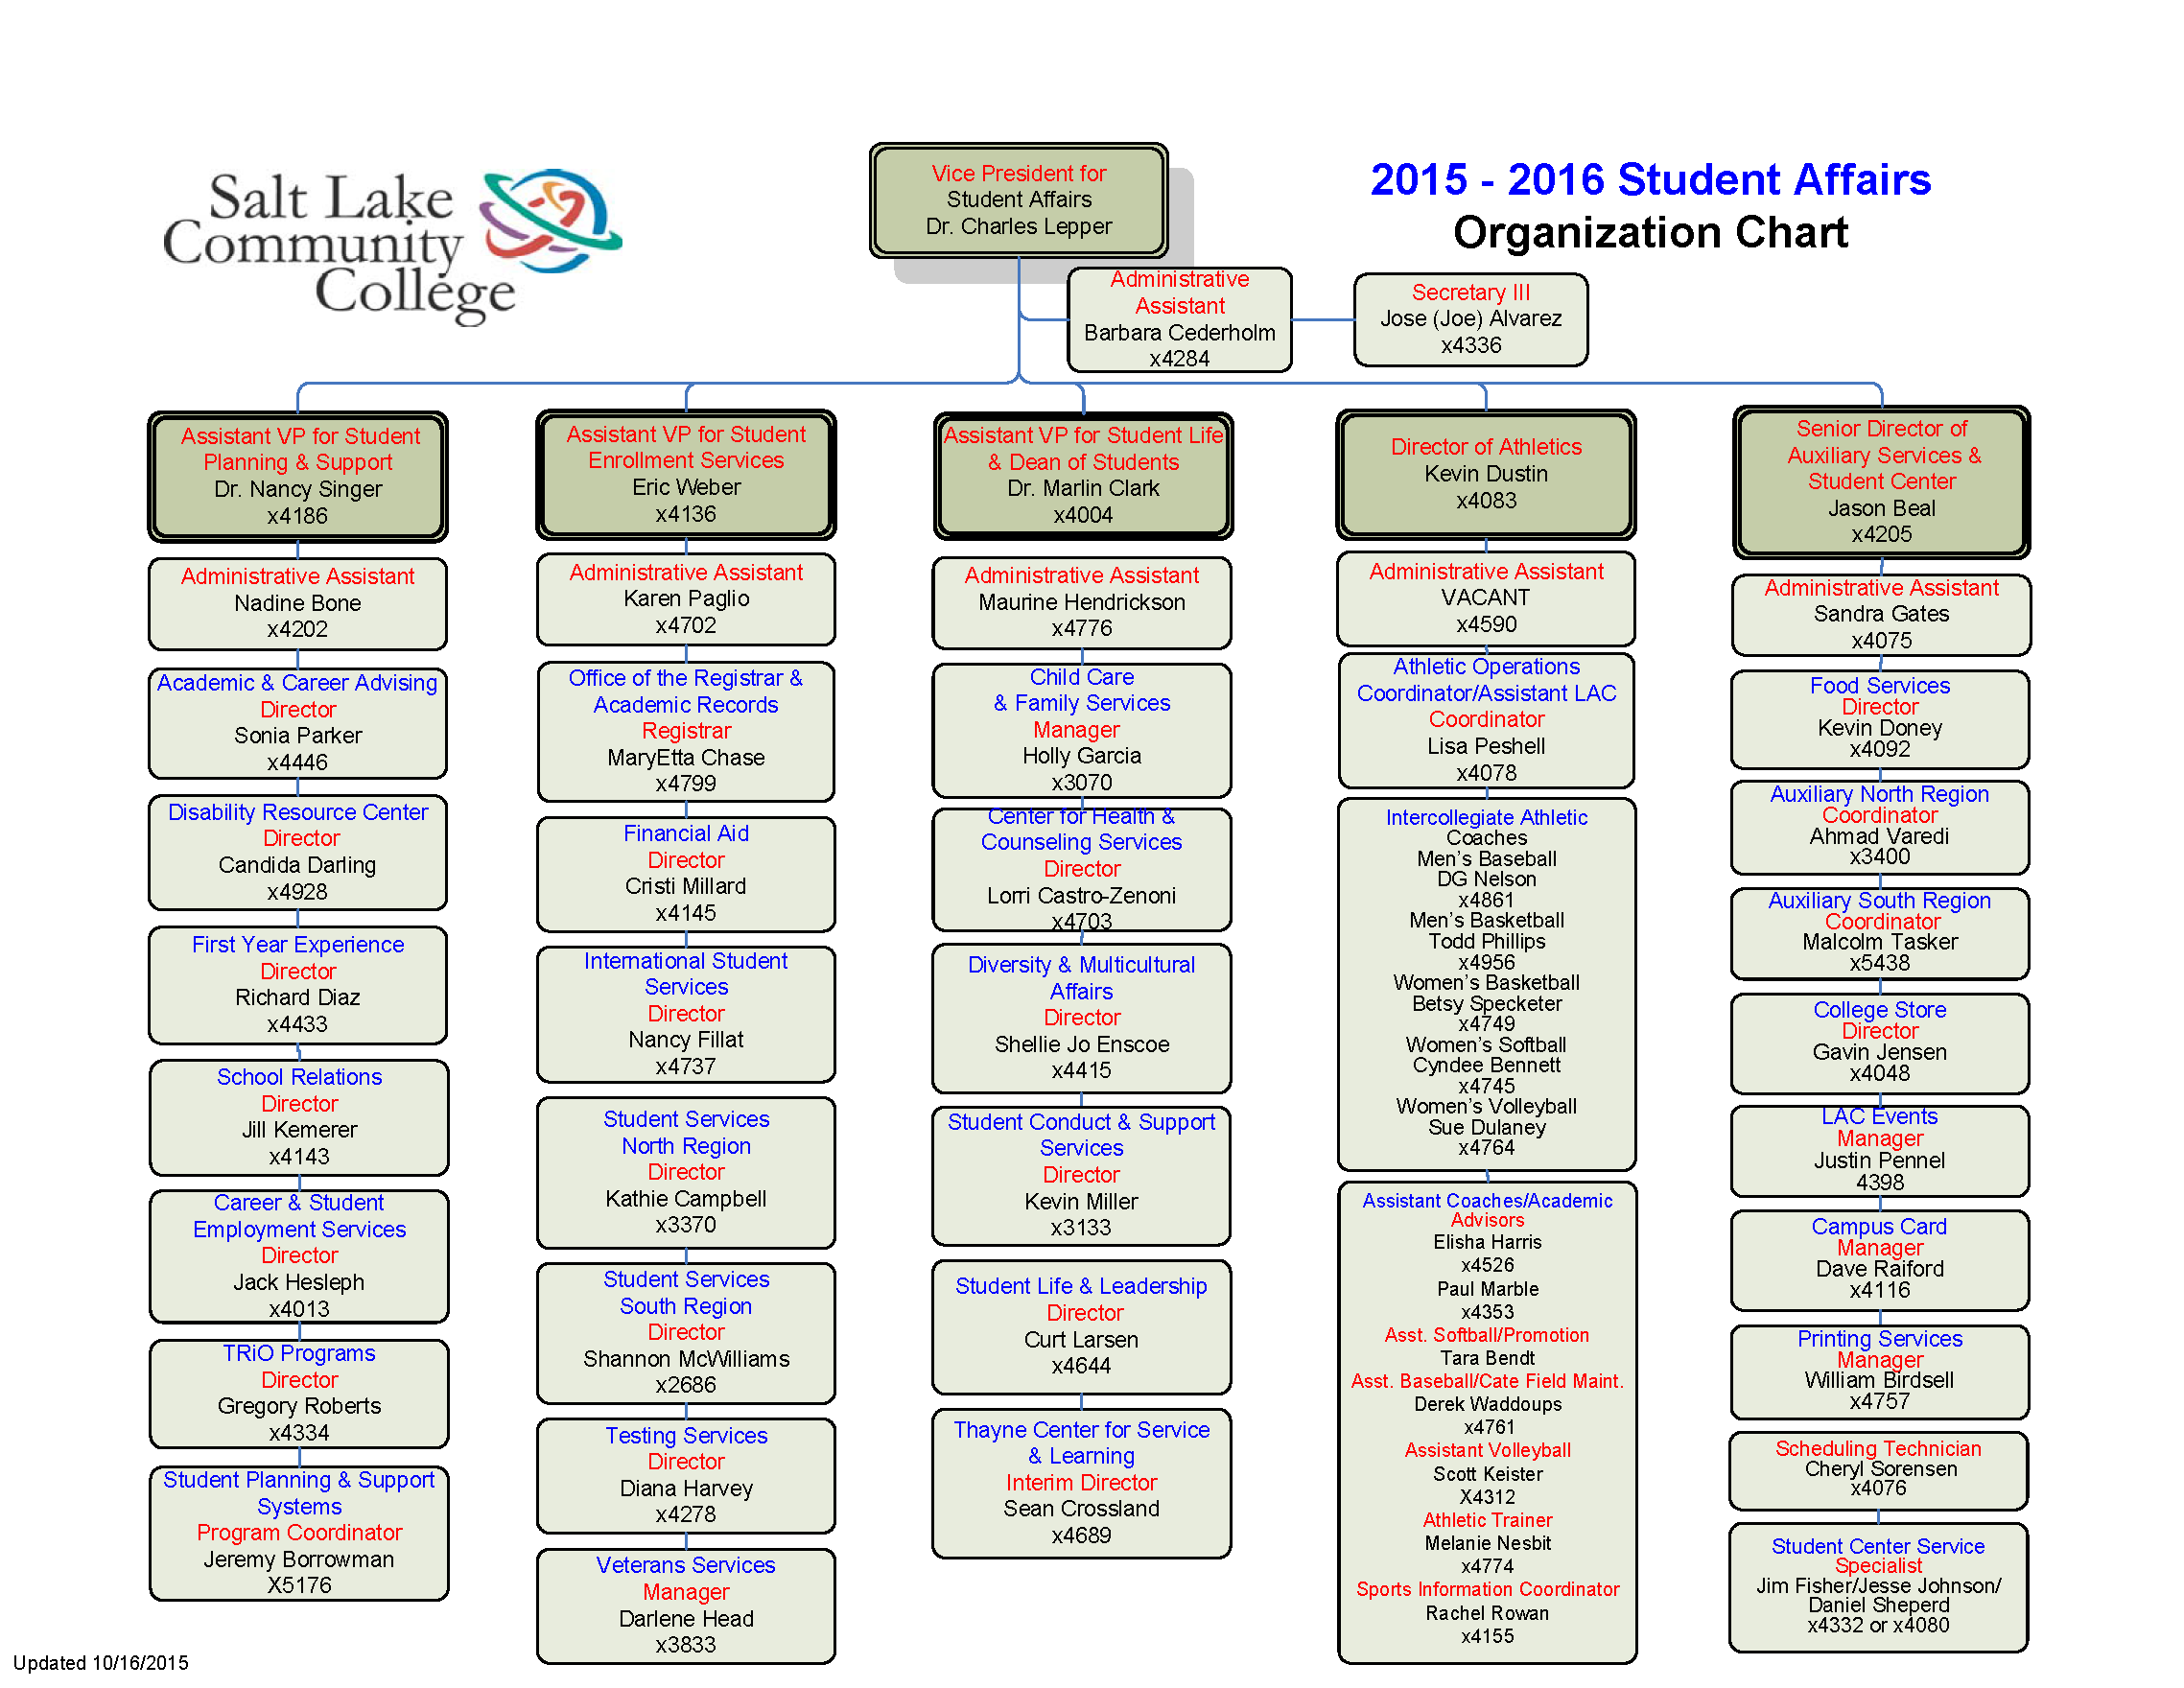 Salt Lake
Community
College
Vice President for
Student Affairs
Dr. Charles Lepper
2015 - 2016 Student Affairs
Organization Chart
Administrative
Assistant
Barbara Cederholm
x4284
Secretary III
Jose (Joe) Alvarez
x4336
Assistant VP for Student
Planning & Support
Dr. Nancy Singer
x4186
Administrative Assistant
Nadine Bone
x4202
Academic & Career Advising
Director
Sonia Parker
x4446
Disability Resource Center
Director
Candida Darling
x4928
First Year Experience
Director
Richard Diaz
x4433
School Relations
Director
Jill Kemerer
x4143
Career & Student
Employment Services
Director
Jack Hesleph
x4013
TRiO Programs
Director
Gregory Roberts
x4334
Student Planning & Support
Systems
Program Coordinator
Jeremy Borrowman
X5176
Assistant VP for Student
Enrollment Services
Eric Weber
x4136
Administrative Assistant
Karen Paglio
x4702
Office of the Registrar &
Academic Records
Registrar
MaryEtta Chase
x4799
Financial Aid
Director
Cristi Millard
x4145
International Student
Services
Director
Nancy Fillat
x4737
Student Services
North Region
Director
Kathie Campbell
x3370
Student Services
South Region
Director
Shannon McWilliams
x2686
Testing Services
Director
Diana Harvey
x4278
Veterans Services
Manager
Darlene Head
x3833
Assistant VP for Student Life
& Dean of Students
Dr. Marlin Clark
x4004
Administrative Assistant
Maurine Hendrickson
x4776
Child Care
& Family Services
Manager
Holly Garcia
x3070
Center for Health &
Counseling Services
Director
Lorri Castro-Zenoni
x4703
Diversity & Multicultural
Affairs
Director
Shellie Jo Enscoe
x4415
Student Conduct & Support
Services
Director
Kevin Miller
x3133
Student Life & Leadership
Director
Curt Larsen
x4644
Thayne Center for Service
& Learning
Interim Director
Sean Crossland
x4689
Director of Athletics
Kevin Dustin
x4083
Administrative Assistant
VACANT
x4590
Athletic Operations
Coordinator/Assistant LAC
Coordinator
Lisa Peshell
x4078
Intercollegiate Athletic
Coaches
Men's Baseball
DG Nelson
x4861
Men's Basketball
Todd Phillips
x4956
Women's Basketball
Betsy Specketer
x4749
Women's Softball
Cyndee Bennett
x4745
Women's Volleyball
Sue Dulaney
x4764
Assistant Coaches/Academic
Advisors
Elisha Harris
x4526
Paul Marble
x4353
Asst. Softball/Promotion
Tara Bendt
Asst. Baseball/Cate Field Maint.
Derek Waddoups
x4761
Assistant Volleyball
Scott Keister
X4312
Athletic Trainer
Melanie Nesbit
x4774
Sports Information Coordinator
Rachel Rowan
x4155
Senior Director of
Auxiliary Services &
Student Center
Jason Beal
x4205
Administrative Assistant
Sandra Gates
x4075
Food Services
Director
Kevin Doney
x4092
Auxiliary North Region
Coordinator
Ahmad Varedi
x3400
Auxiliary South Region
Coordinator
Malcolm Tasker
x5438
College Store
Director
Gavin Jensen
x4048
LAC Events
Manager
Justin Pennel
4398
Campus Card
Manager
Dave Raiford
x4116
Printing Services
Manager
William Birdsell
x4757
Scheduling Technician
Cheryl Sorensen
x4076
Student Center Service
Specialist
Jim Fisher/Jesse Johnson/
Daniel Sheperd
x4332 or x4080
Updated 10/16/2015